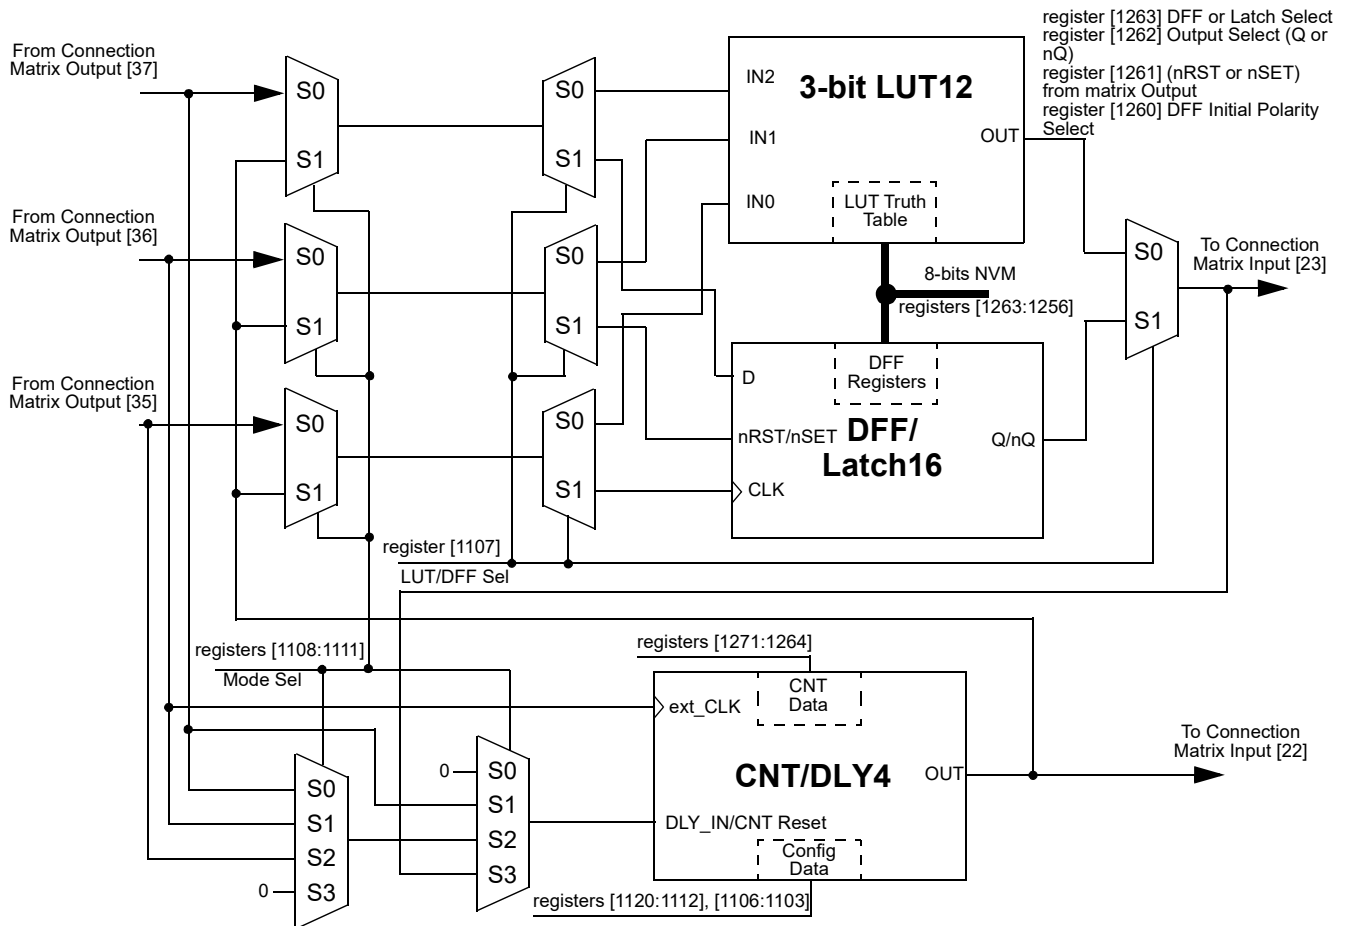 register [1263] DFF or Latch Select
register [1262] Output Select (Q or
nQ)
register [1261] (nRST or nSET)
from matrix Output
register [1260] DFF Initial Polarity
Select
From Connection
Matrix Output [37]
S0
S1
S0
S1
IN2
IN1
IN0
3-bit LUT12
OUT
LUT Truth
Table
From Connection
Matrix Output [36]
S0
S1
S0
S1
8-bits NVM
registers [1263:1256]
S0
S1
To Connection
Matrix Input [23]
From Connection
Matrix Output [35]
S0
S1
S0
S1
DFF
Registers
D
nRST/nSET
CLK
DFF/
Latch16
Q/nQ
register [1107]
LUT/DFF Sel
registers [1108:1111]
Mode Sel
registers [1271:1264]
CNT
Data
ext_CLK
CNT/DLY4
OUT
DLY_IN/CNT Reset
Config
Data
To Connection
Matrix Input [22]
S0
S1
S2
0
S3
0
S0
S1
S2
S3
registers [1120:1112], [1106:1103]